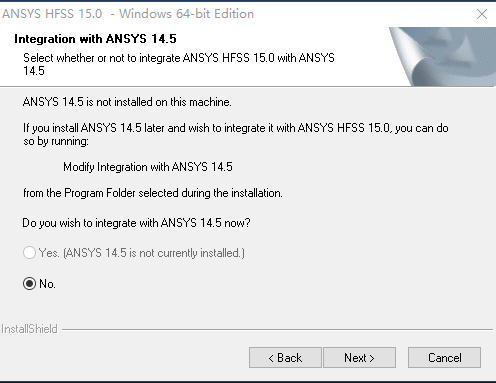 ANSYS HFSS 15.0 - Windows 64-bit Edition
Integration with ANSYS 14.5
Select whether or not to integrate ANSYS HFSS 15.0 with ANSYS
14.5
ANSYS 14.5 is not installed on this machine.
If you install ANSYS 14.5 later and wish to integrate it with ANSYS HFSS 15.0, you can do
so by running:
Modify Integration with ANSYS 14.5
from the Program Folder selected during the installation.
Do you wish to integrate with ANSYS 14.5 now?
Yes. (ANSYS 14.5 is not currently installed.)
No.
InstallShield
< Back Next > Cancel